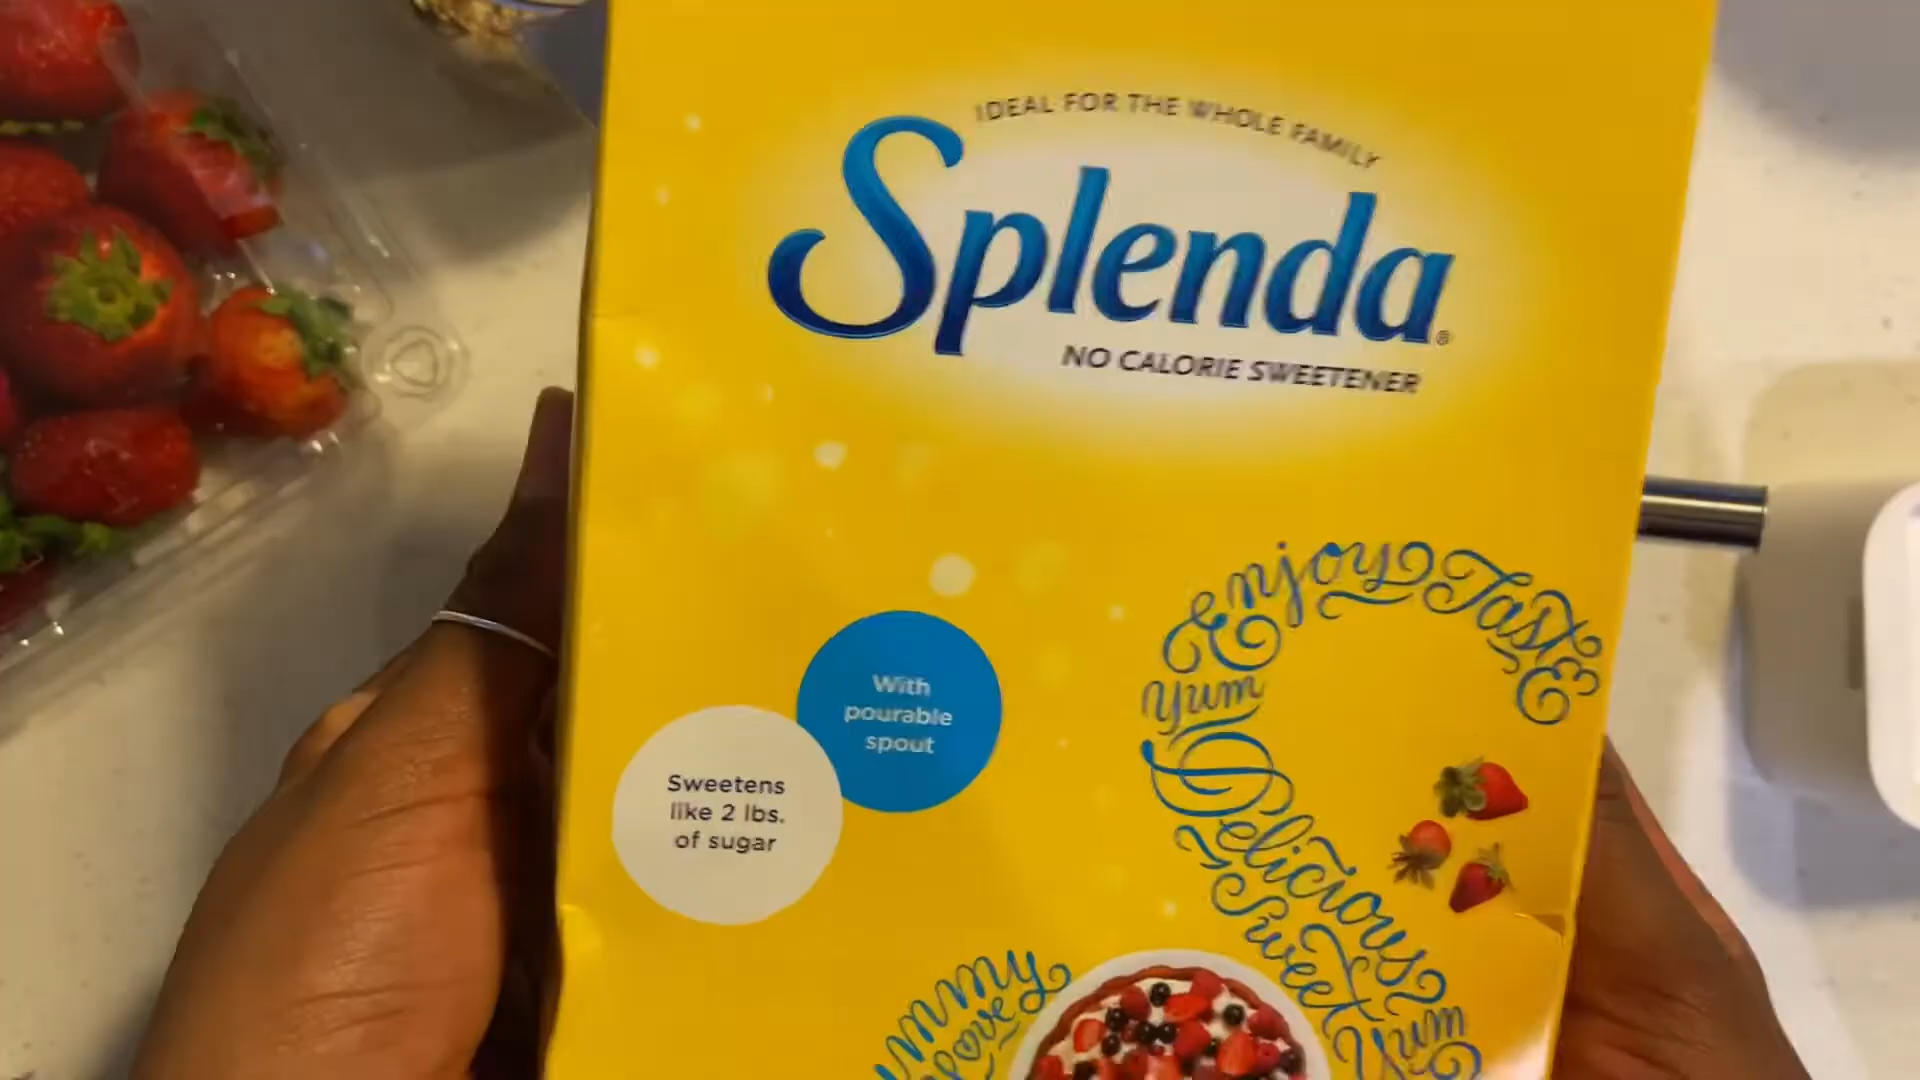 IDEAL FOR THE WHOLE FAMILY
Splenda®
NO CALORIE SWEETENER
Enjoy Taste
Yum
Delicious
Sweet
Yum
With
pourable
spout
Sweetens
like 2 lbs.
of sugar
Love